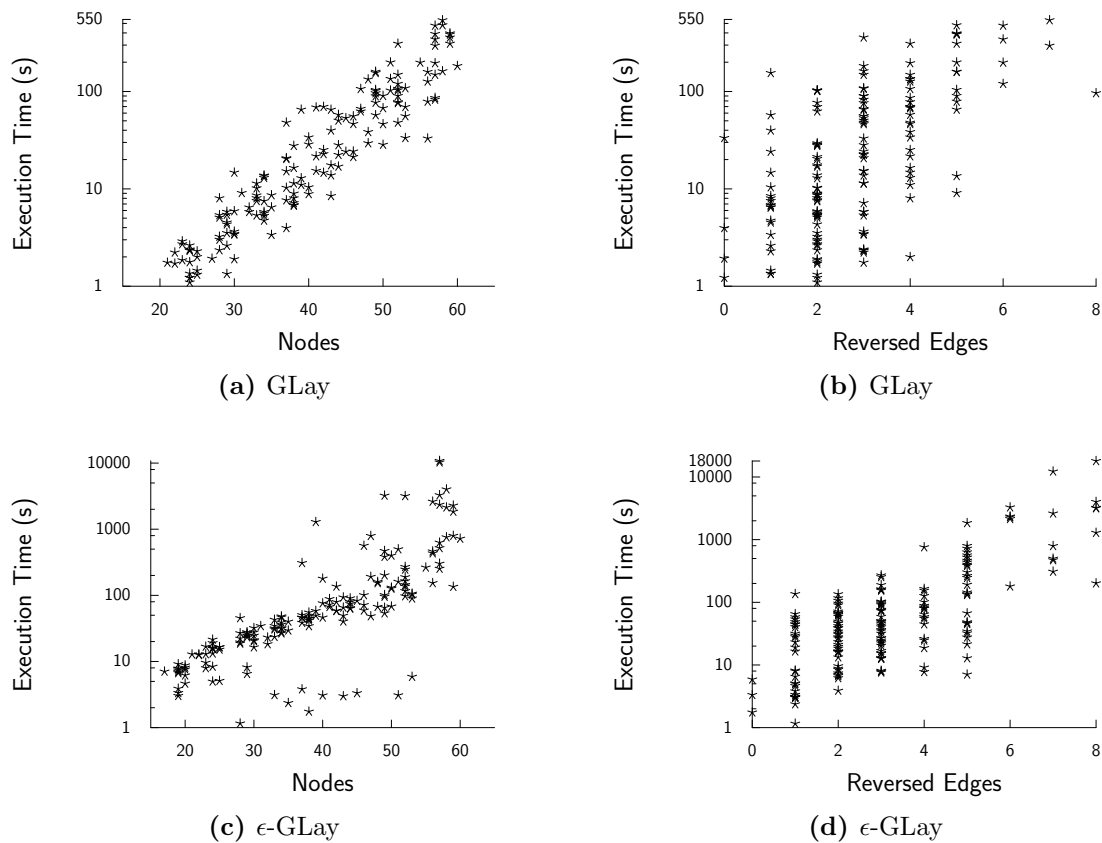 550
100
10
1
Execution Time (s)
20 30 40 50 60
Nodes
(a) GLay
550
100
10
1
Execution Time (s)
0 2 4 6 8
Reversed Edges
(b) GLay
10000
1000
100
10
1
Execution Time (s)
20 30 40 50 60
Nodes
(c) ϵ-GLay
18000
10000
1000
100
10
1
Execution Time (s)
0 2 4 6 8
Reversed Edges
(d) ϵ-GLay